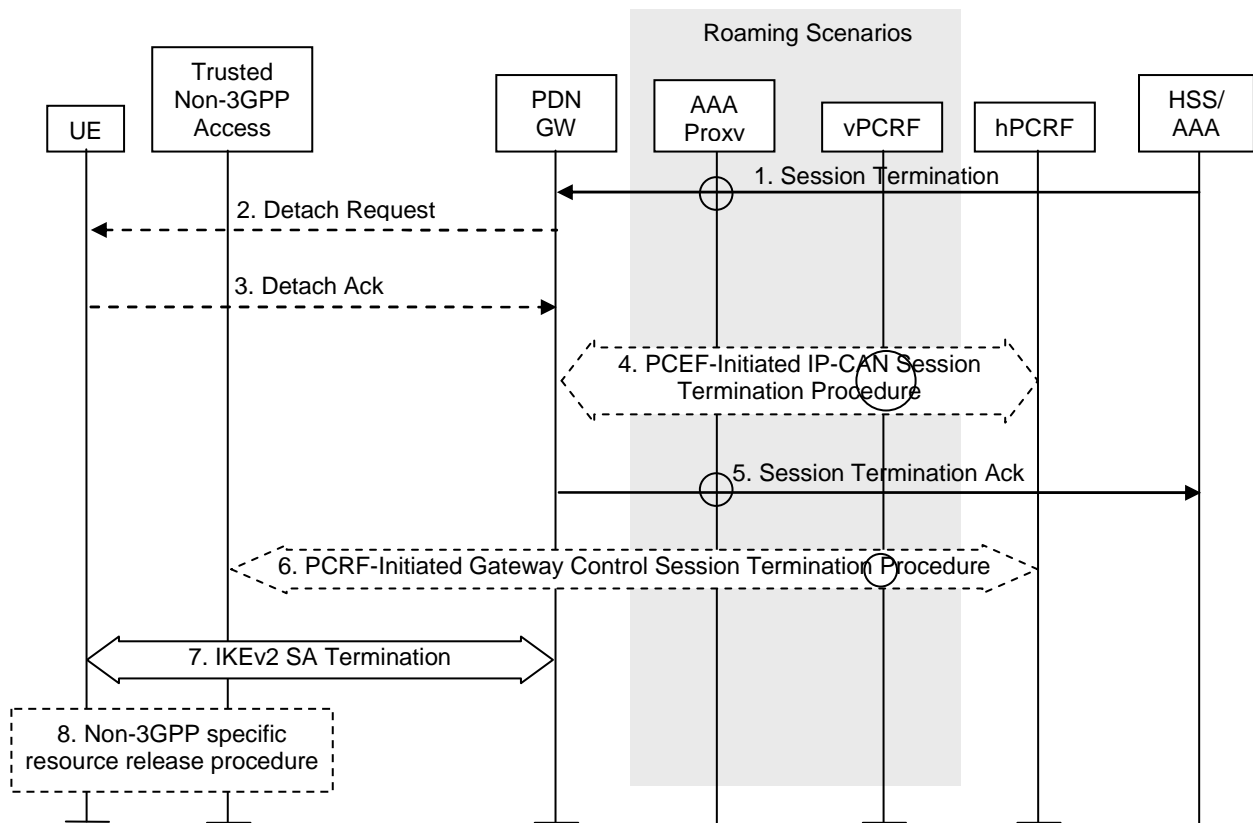 Roaming Scenarios
UE
Trusted
Non-3GPP
Access
PDN
GW
AAA
Proxv
vPCRF
hPCRF
HSS/
AAA
1. Session Termination
2. Detach Request
3. Detach Ack
4. PCEF-Initiated IP-CAN Session
Termination Procedure
5. Session Termination Ack
6. PCRF-Initiated Gateway Control Session Termination Procedure
7. IKEv2 SA Termination
8. Non-3GPP specific
resource release procedure